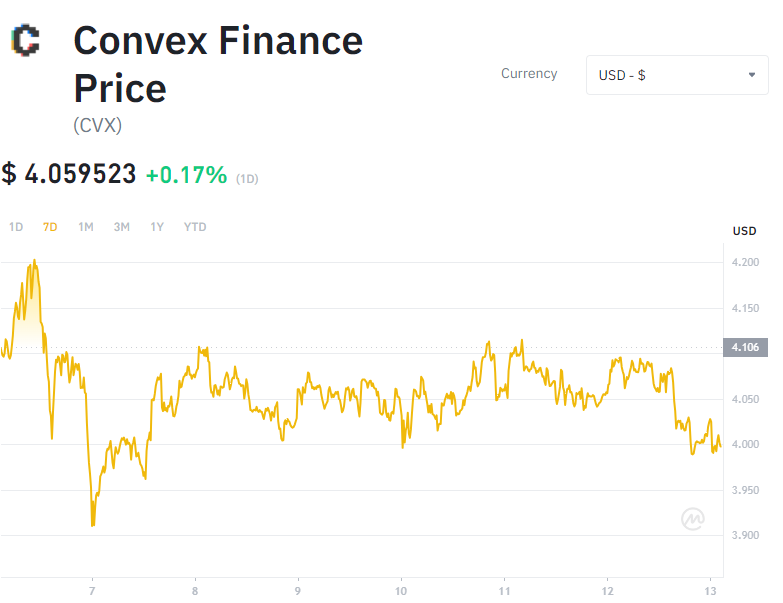 Convex Finance
Price
(CVX)
Currency
USD - $
$ 4.059523 +0.17% (1D)
1D 7D 1M 3M 1Y YTD
USD
4.200
4.150
4.106
4.050
4.000
3.950
3.900
7 8 9 10 11 12 13